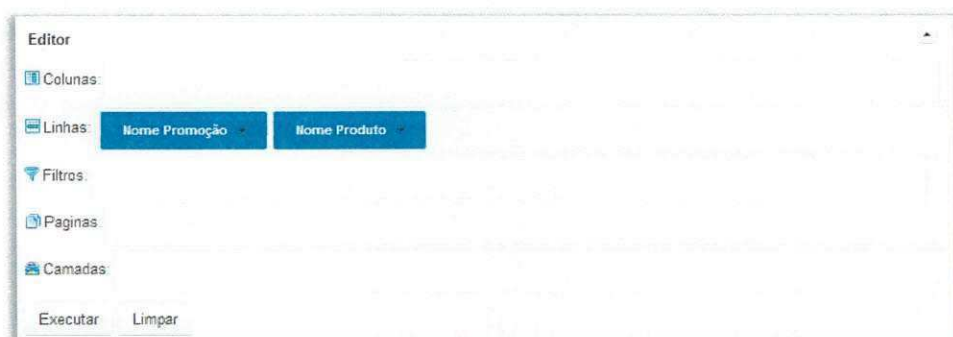 Editor
Colunas:
Linhas: Nome Promoção Nome Produto
Filtros:
Paginas:
Camadas:
Executar Limpar